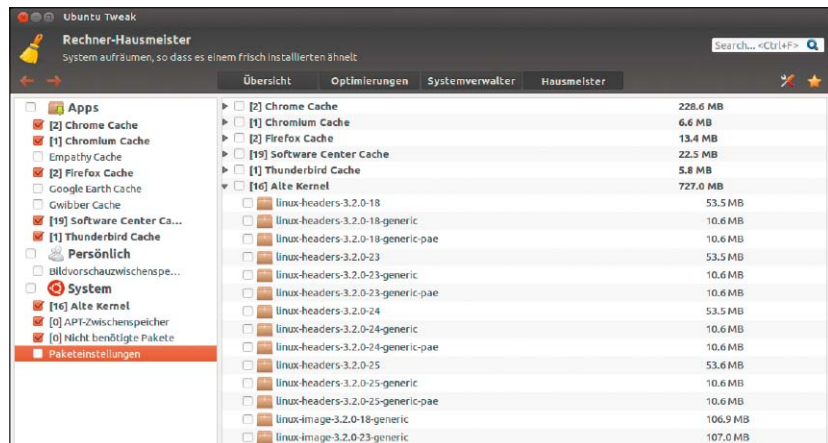 Ubuntu Tweak
Rechner-Hausmeister
System aufräumen, so dass es einem frisch installierten ähnelt
Search... <Ctrl+F>
Übersicht Optimierungen Systemverwalter Hausmeister
Apps
[2] Chrome Cache
[1] Chromium Cache
Empathy Cache
[2] Firefox Cache
Google Earth Cache
Gwibber Cache
[19] Software Center Ca...
[1] Thunderbird Cache
Persönlich
Bildvorschauzwischenspe...
System
[16] Alte Kernel
[0] APT-Zwischenspeicher
[0] Nicht benötigte Pakete
Paketeinstellungen
[2] Chrome Cache 228.6 MB
[1] Chromium Cache 6.6 MB
[2] Firefox Cache 13.4 MB
[19] Software Center Cache 22.5 MB
[1] Thunderbird Cache 5.8 MB
[16] Alte Kernel 727.0 MB
linux-headers-3.2.0-18 53.5 MB
linux-headers-3.2.0-18-generic 10.6 MB
linux-headers-3.2.0-18-generic-pae 10.6 MB
linux-headers-3.2.0-23 53.5 MB
linux-headers-3.2.0-23-generic 10.6 MB
linux-headers-3.2.0-23-generic-pae 10.6 MB
linux-headers-3.2.0-24 53.5 MB
linux-headers-3.2.0-24-generic 10.6 MB
linux-headers-3.2.0-24-generic-pae 10.6 MB
linux-headers-3.2.0-25 53.6 MB
linux-headers-3.2.0-25-generic 10.6 MB
linux-headers-3.2.0-25-generic-pae 10.6 MB
linux-image-3.2.0-18-generic 106.9 MB
linux-image-3.2.0-23-generic 107.0 MB